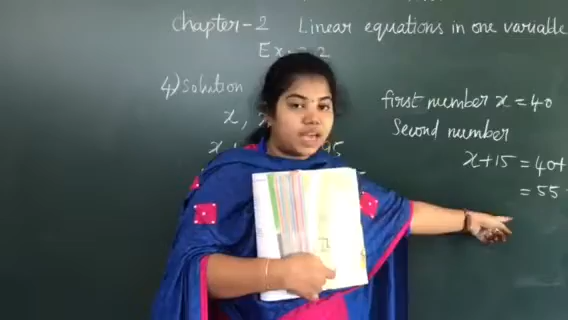 Chapter-2 Linear equations in one variable
Ex-2.2
4) Solution
x,
first number x = 40
Second number
x+15 = 40+
= 55